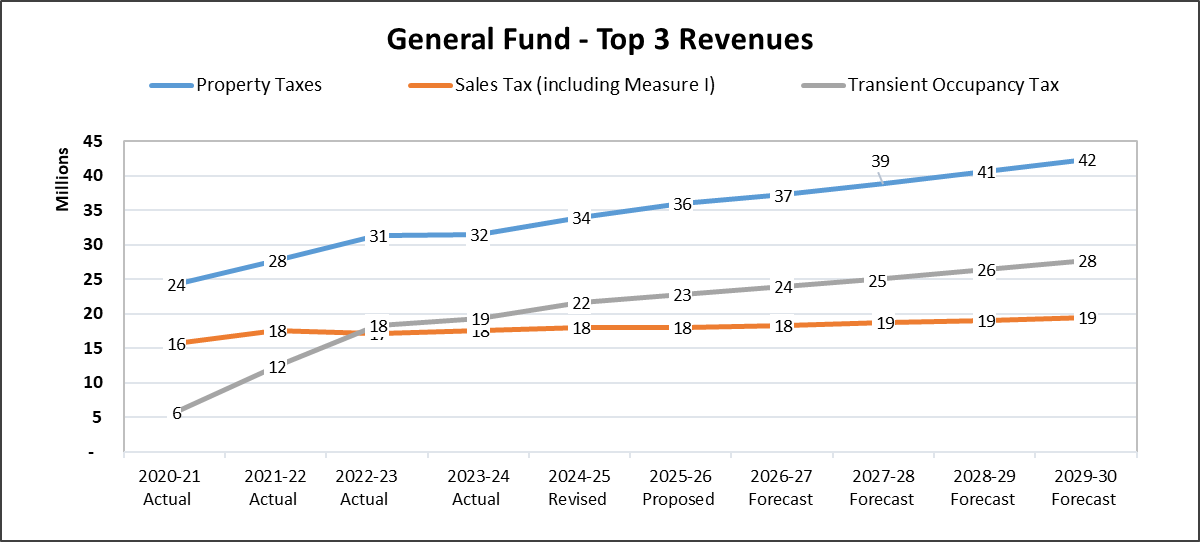 General Fund - Top 3 Revenues
Property Taxes Sales Tax (including Measure I) Transient Occupancy Tax
Millions
45
40
35
30
25
20
15
10
5
-
24 28 31 32 34 36 37 39 41 42
6 12 18 19 22 23 24 25 26 28
16 18 17 18 18 18 18 19 19 19
2020-21 2021-22 2022-23 2023-24 2024-25 2025-26 2026-27 2027-28 2028-29 2029-30
Actual Actual Actual Actual Revised Proposed Forecast Forecast Forecast Forecast